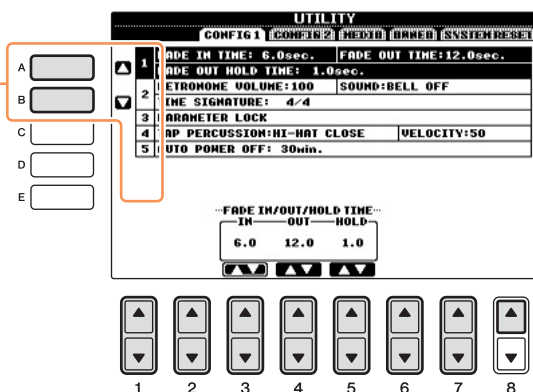 UTILITY
CONFIG 1 CONFIG 2 MEDIA OWNER SYSTEM RESET
A
B
C
D
E
1 FADE IN TIME: 6.0sec. FADE OUT TIME:12.0sec.
FADE OUT HOLD TIME: 1.0sec.
2 METRONOME VOLUME:100 SOUND:BELL OFF
TIME SIGNATURE: 4/4
3 PARAMETER LOCK
4 TAP PERCUSSION:HI-HAT CLOSE VELOCITY:50
5 AUTO POWER OFF: 30min.
FADE IN/OUT/HOLD TIME
IN OUT HOLD
6.0 12.0 1.0
1 2 3 4 5 6 7 8